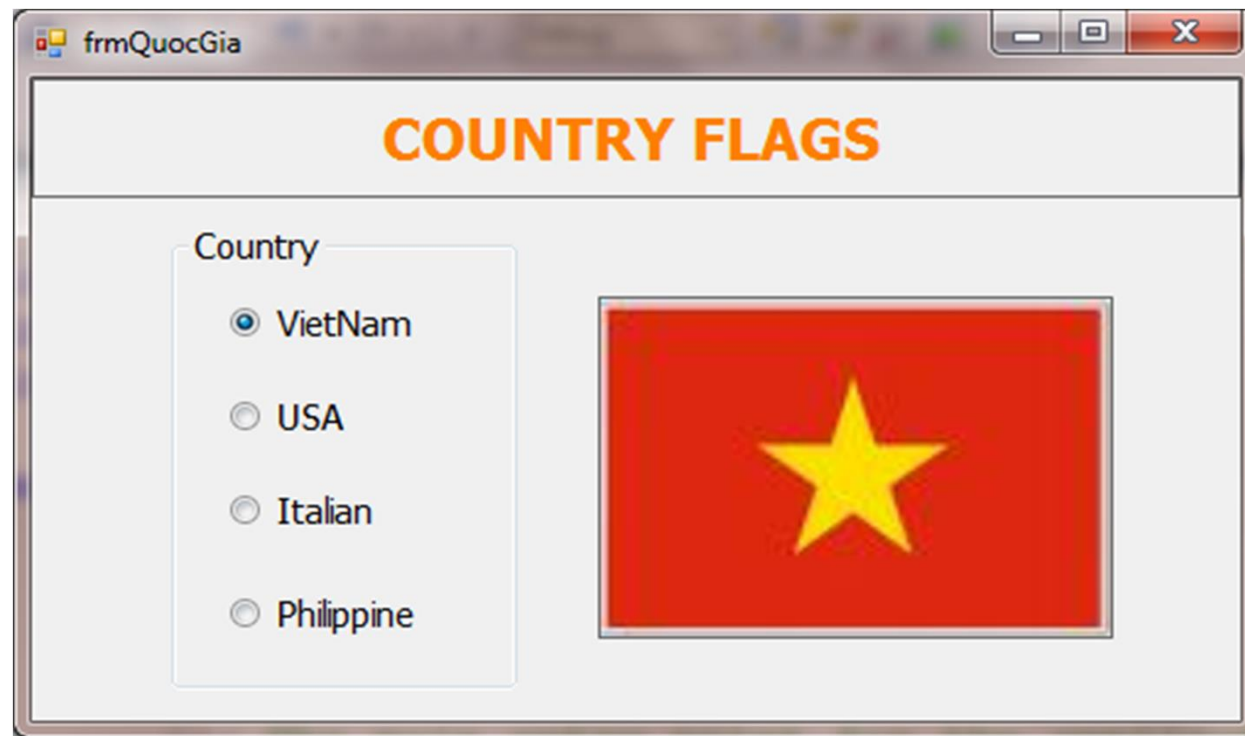 frmQuocGia
COUNTRY FLAGS
Country
VietNam
USA
Italian
Philippine